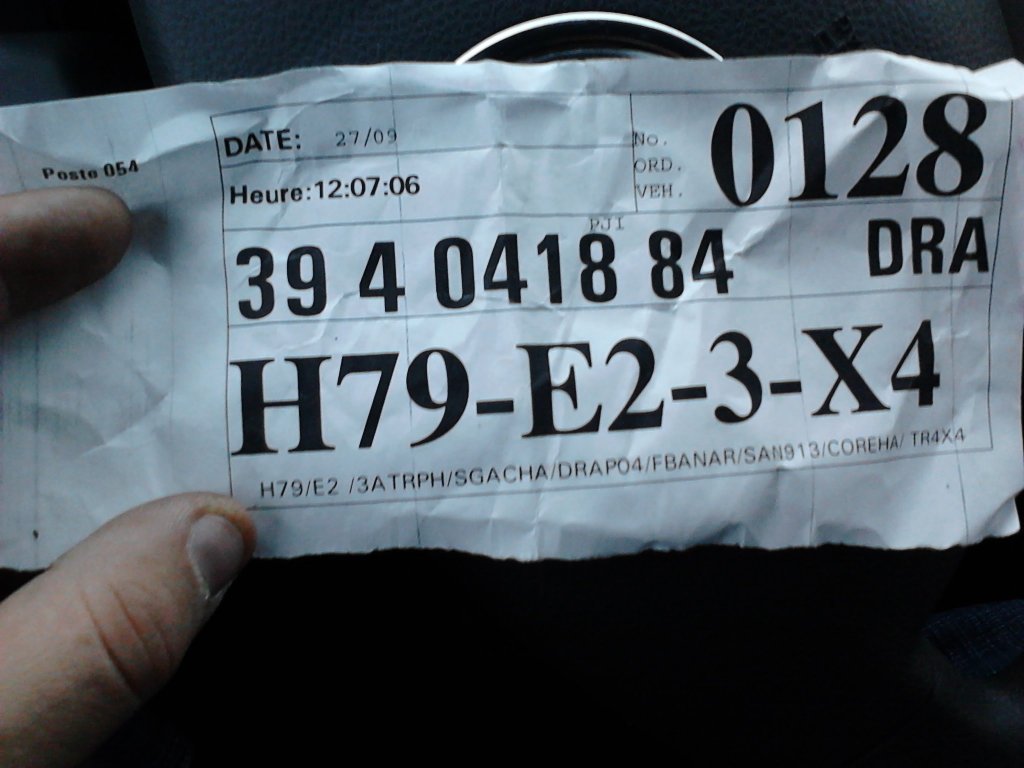 Poste 054
DATE: 27/09
Heure:12:07:06
No.
ORD.
VEH.
0128
PJI
39 4 0418 84 DRA
H79-E2-3-X4
H79/E2 /3ATRPH/SGACHA/DRAP04/FBANAR/SAN913/COREHA/ TR4X4